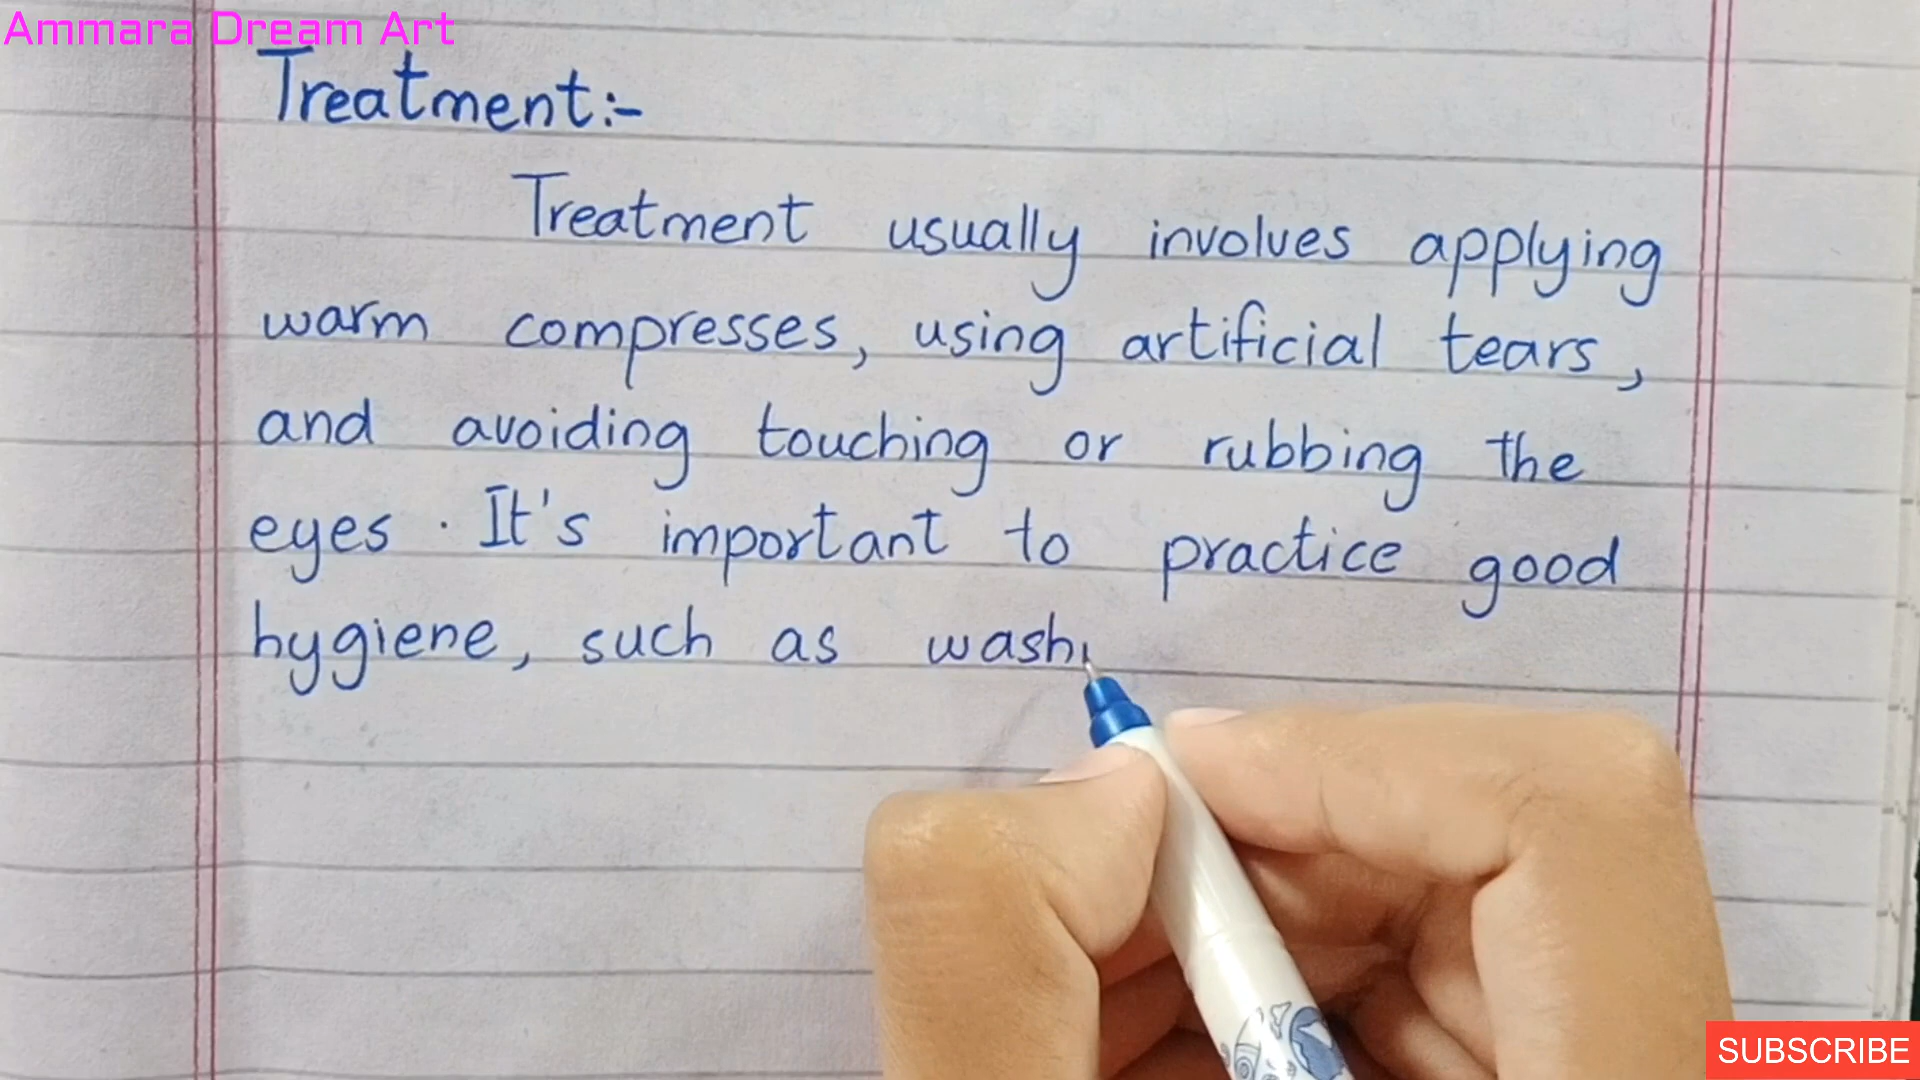 Ammara Dream Art
Treatment:-
Treatment usually involves applying
warm compresses, using artificial tears,
and avoiding touching or rubbing the
eyes. It's important to practice good
hygiene, such as washi
SUBSCRIBE